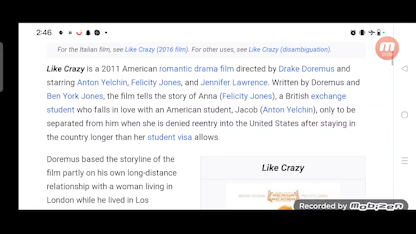 2:46
For the Italian film, see Like Crazy (2016 film). For other uses, see Like Crazy (disambiguation).
Like Crazy is a 2011 American romantic drama film directed by Drake Doremus and
starring Anton Yelchin, Felicity Jones, and Jennifer Lawrence. Written by Doremus and
Ben York Jones, the film tells the story of Anna (Felicity Jones), a British exchange
student who falls in love with an American student, Jacob (Anton Yelchin), only to be
separated from him when she is denied reentry into the United States after staying in
the country longer than her student visa allows.
Doremus based the storyline of the
film partly on his own long-distance
relationship with a woman living in
London while he lived in Los
Like Crazy
Recorded by Mobizen